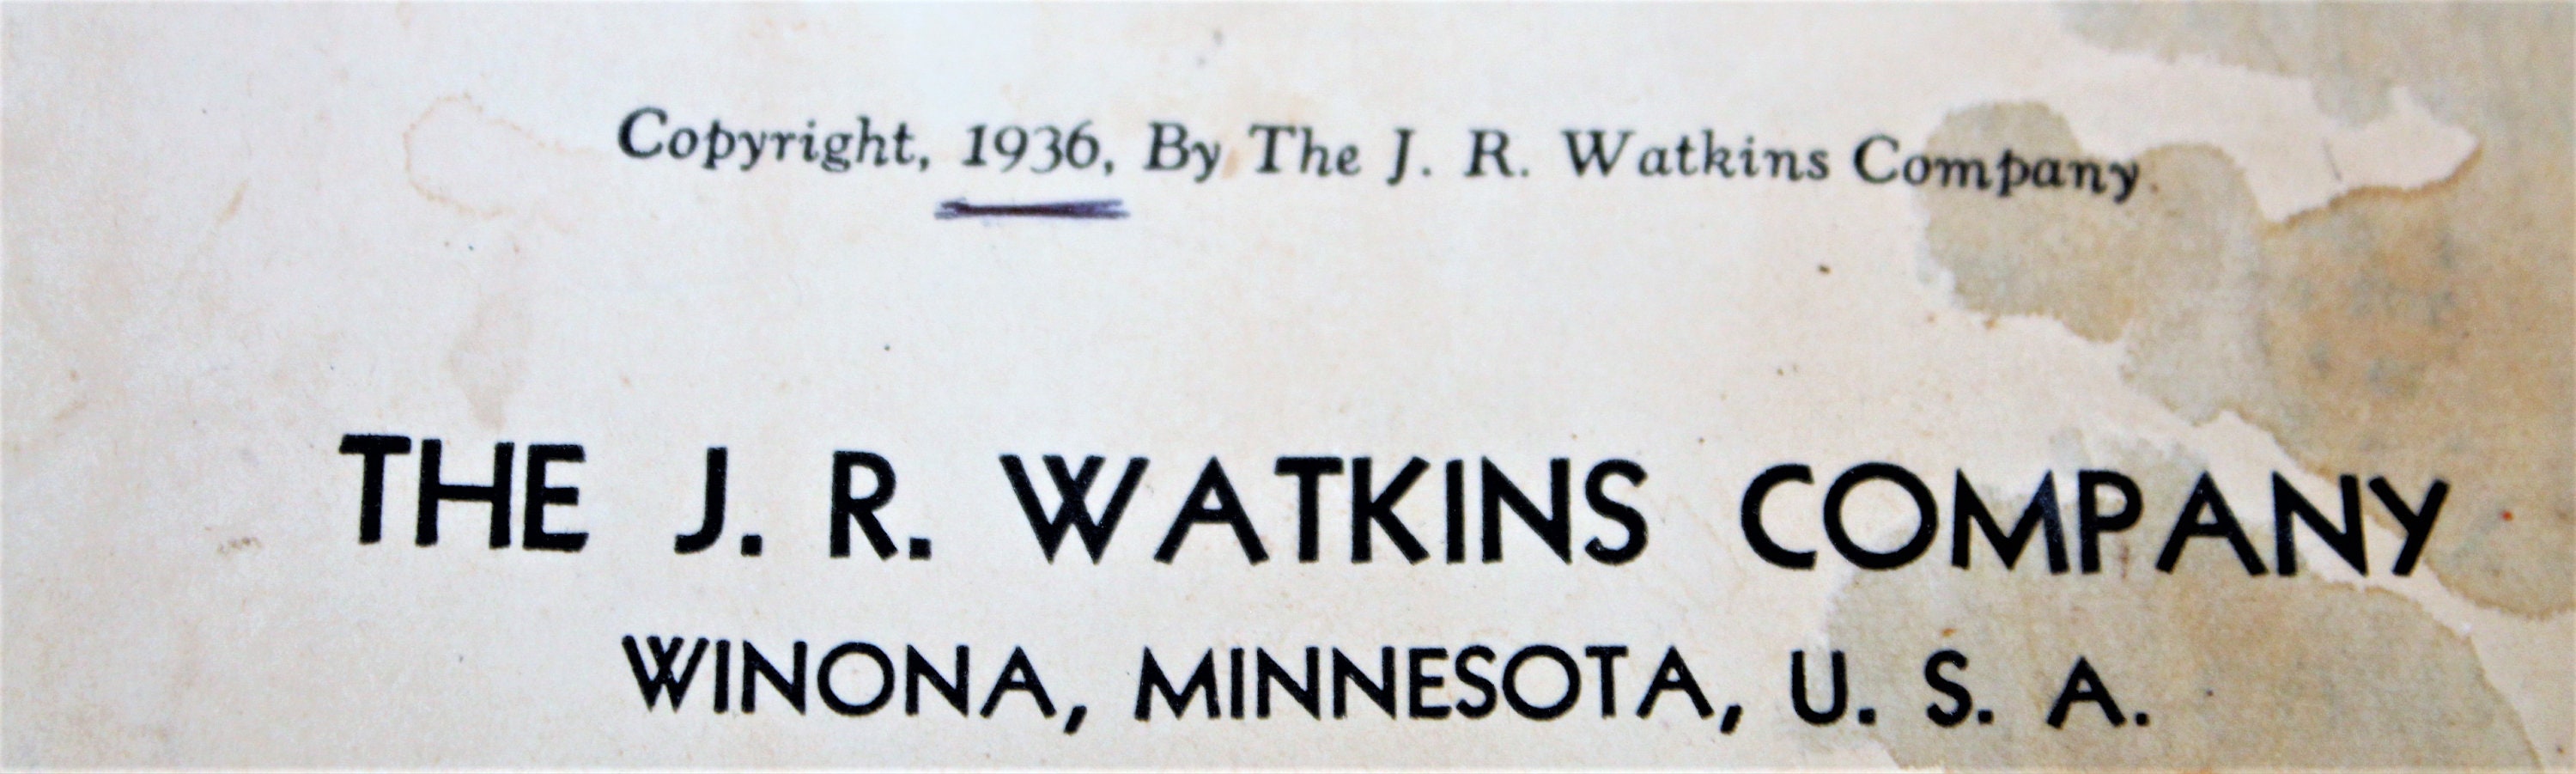 Copyright, 1936, By The J. R. Watkins Company.
THE J. R. WATKINS COMPANY
WINONA, MINNESOTA, U. S. A.